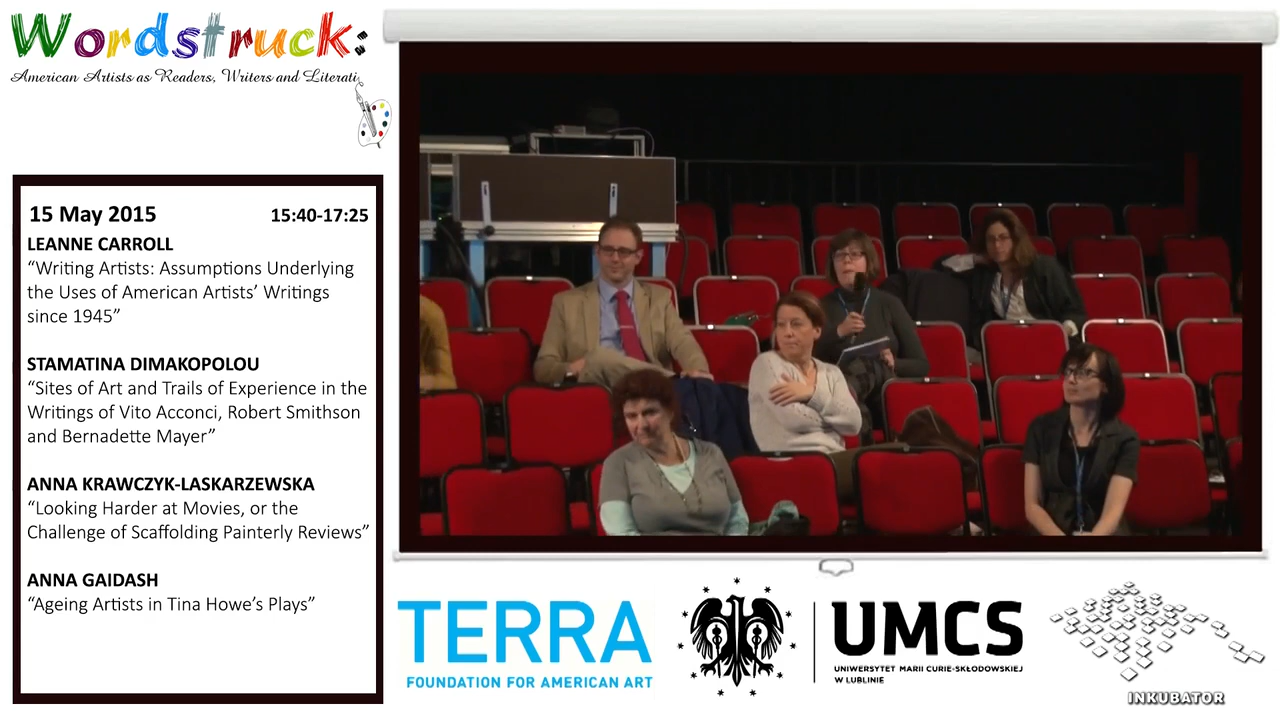 Wordstruck:
American Artists as Readers, Writers and Literati
15 May 2015 15:40-17:25
LEANNE CARROLL
“Writing Artists: Assumptions Underlying
the Uses of American Artists’ Writings
since 1945”
STAMATINA DIMAKOPOLOU
“Sites of Art and Trails of Experience in the
Writings of Vito Acconci, Robert Smithson
and Bernadette Mayer”
ANNA KRAWCZYK-LASKARZEWSKA
“Looking Harder at Movies, or the
Challenge of Scaffolding Painterly Reviews”
ANNA GAIDASH
“Ageing Artists in Tina Howe’s Plays”
TERRA
FOUNDATION FOR AMERICAN ART
UMCS
UNIWERSYTET MARII CURIE-SKŁODOWSKIEJ
W LUBLINIE
INKUBATOR